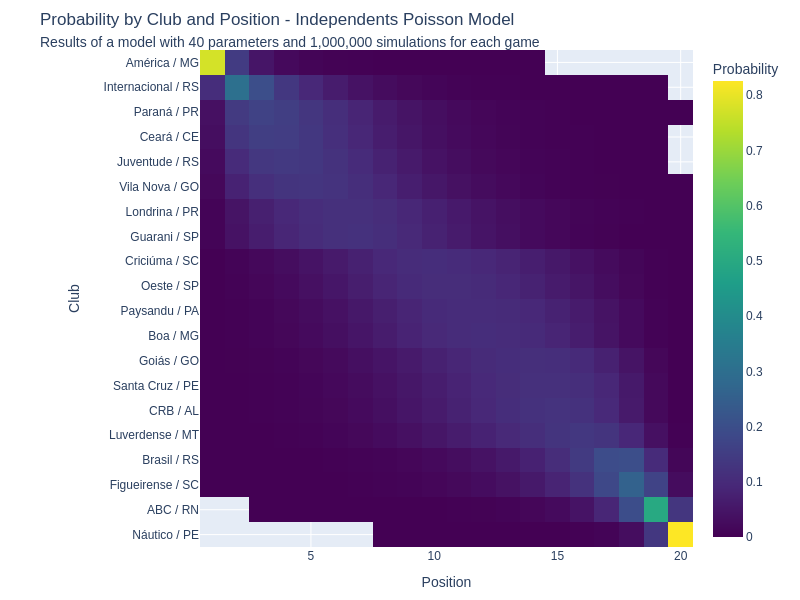 Probability by Club and Position - Independents Poisson Model
Results of a model with 40 parameters and 1,000,000 simulations for each game
Probability
América / MG
Internacional / RS
Paraná / PR
Ceará / CE
Juventude / RS
Vila Nova / GO
Londrina / PR
Guarani / SP
Criciúma / SC
Oeste / SP
Paysandu / PA
Boa / MG
Goiás / GO
Santa Cruz / PE
CRB / AL
Luverdense / MT
Brasil / RS
Figueirense / SC
ABC / RN
Náutico / PE
Club
5
10
15
20
Position
0.8
0.7
0.6
0.5
0.4
0.3
0.2
0.1
0